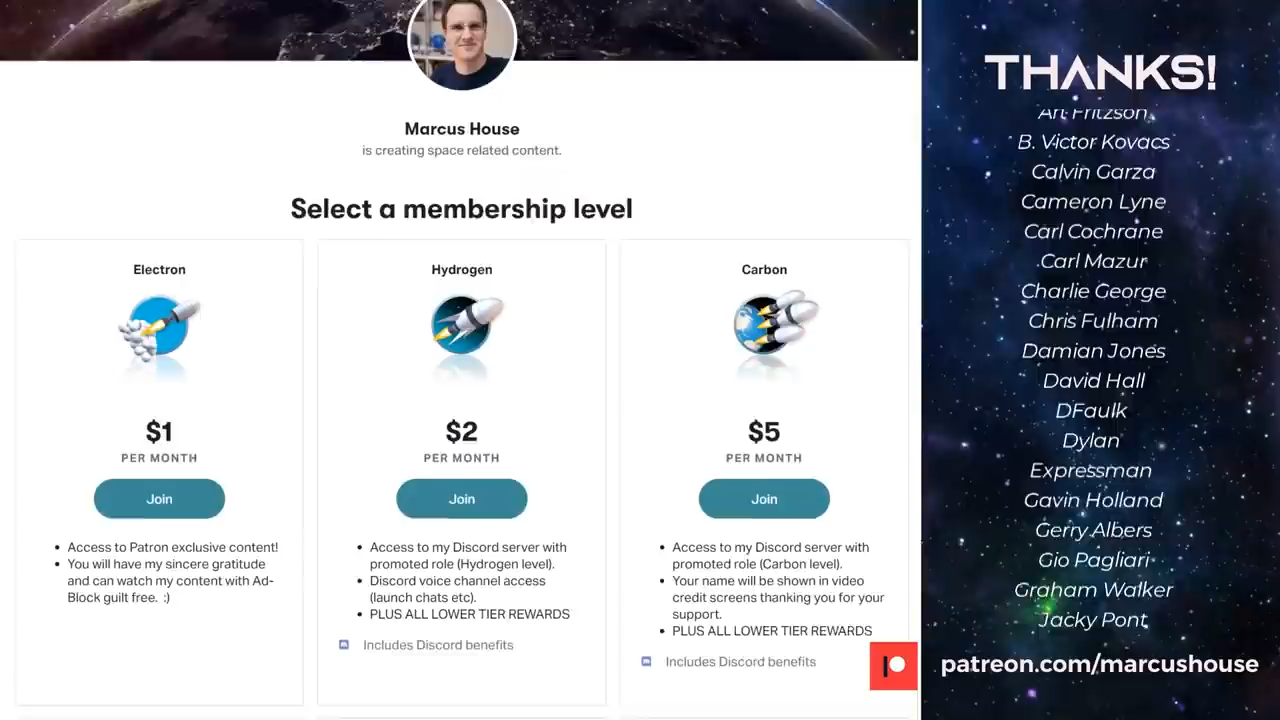 Marcus House
is creating space related content.
Select a membership level
Electron
$1
PER MONTH
Join
• Access to Patron exclusive content!
• You will have my sincere gratitude
and can watch my content with Ad-
Block guilt free. :)
Hydrogen
$2
PER MONTH
Join
• Access to my Discord server with
promoted role (Hydrogen level).
• Discord voice channel access
(launch chats etc).
• PLUS ALL LOWER TIER REWARDS
Includes Discord benefits
Carbon
$5
PER MONTH
Join
• Access to my Discord server with
promoted role (Carbon level).
• Your name will be shown in video
credit screens thanking you for your
support.
• PLUS ALL LOWER TIER REWARDS
Includes Discord benefits
THANKS!
Art Fritzson
B. Victor Kovacs
Calvin Garza
Cameron Lyne
Carl Cochrane
Carl Mazur
Charlie George
Chris Fulham
Damian Jones
David Hall
DFaulk
Dylan
Expressman
Gavin Holland
Gerry Albers
Gio Pagliari
Graham Walker
Jacky Pont
patreon.com/marcushouse